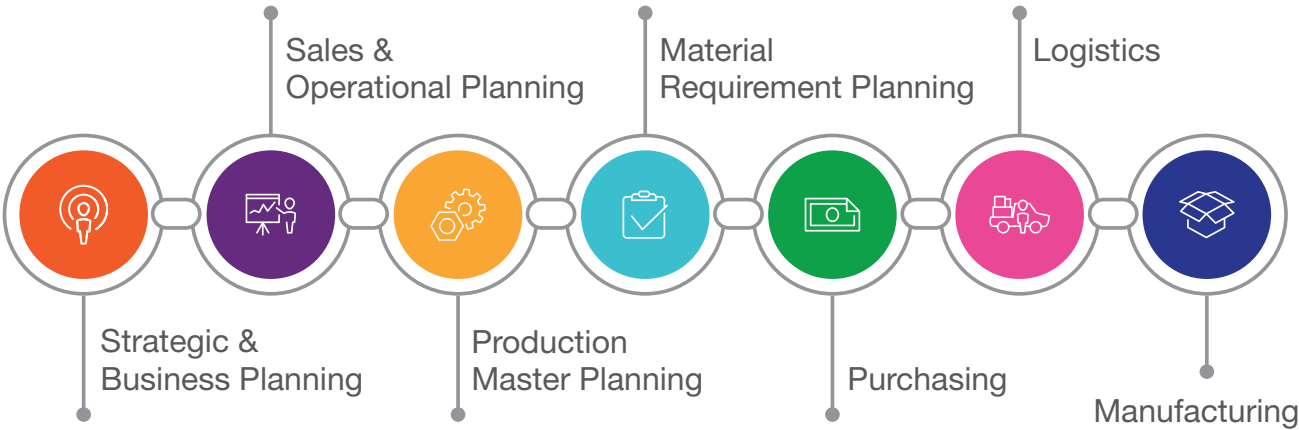 Sales &
Operational Planning
Material
Requirement Planning
Logistics
Strategic &
Business Planning
Production
Master Planning
Purchasing
Manufacturing